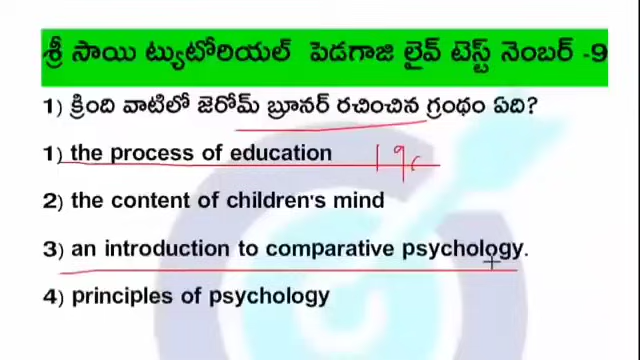 శ్రీ సాయి ట్యుటోరియల్ పెడగాజి లైవ్ టెస్ట్ నెంబర్ -9
1) క్రింది వాటిలో జెరోమ్ బ్రూనర్ రచించిన గ్రంథం ఏది?
1) the process of education 19
2) the content of children's mind
3) an introduction to comparative psychology.
4) principles of psychology